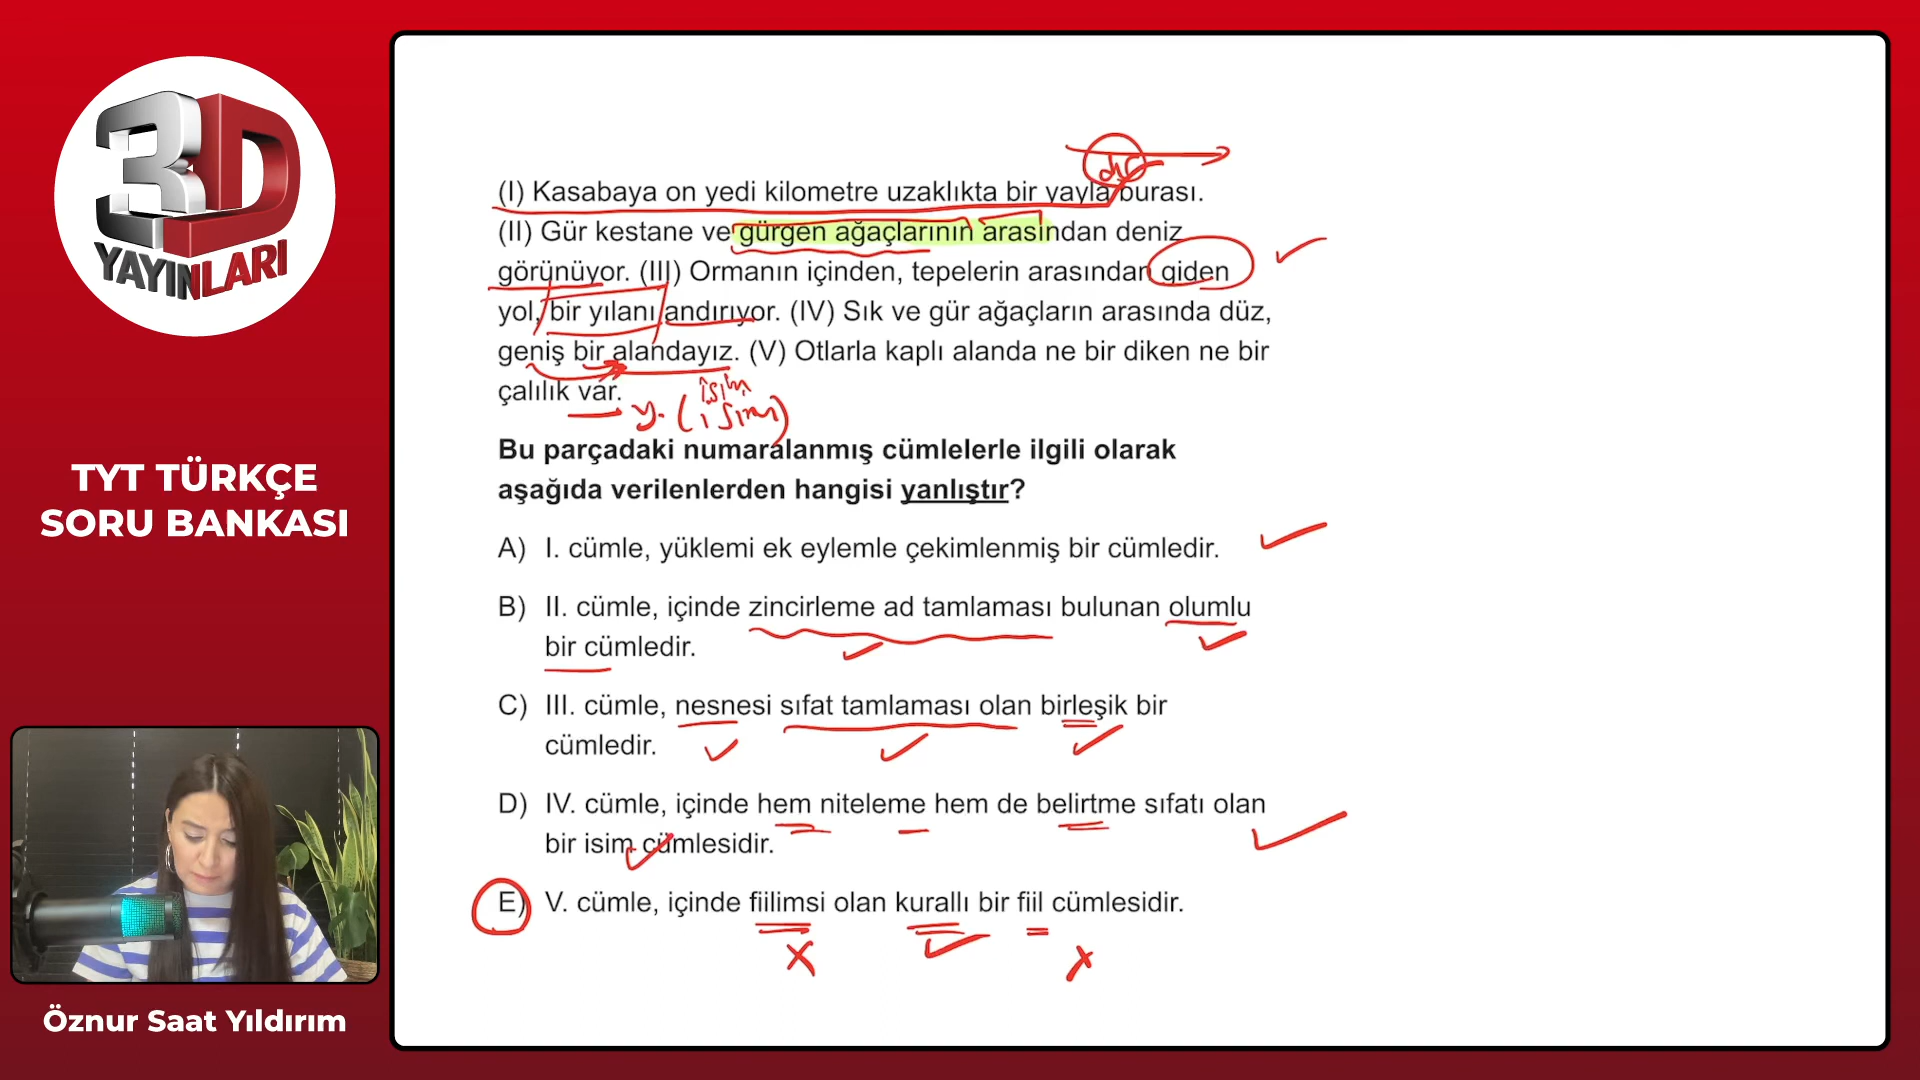 3D
YAYINLARI
TYT TÜRKÇE
SORU BANKASI
Öznur Saat Yıldırım
dır
(I) Kasabaya on yedi kilometre uzaklıkta bir yayla burası.
(II) Gür kestane ve gürgen ağaçlarının arasından deniz
görünüyor. (III) Ormanın içinden, tepelerin arasından giden
yol, bir yılanı andırıyor. (IV) Sık ve gür ağaçların arasında düz,
geniş bir alandayız. (V) Otlarla kaplı alanda ne bir diken ne bir
çalılık var.
isim
y. (isim)
Bu parçadaki numaralanmış cümlelerle ilgili olarak
aşağıda verilenlerden hangisi yanlıştır?
A) I. cümle, yüklemi ek eylemle çekimlenmiş bir cümledir.
B) II. cümle, içinde zincirleme ad tamlaması bulunan olumlu
bir cümledir.
C) III. cümle, nesnesi sıfat tamlaması olan birleşik bir
cümledir.
D) IV. cümle, içinde hem niteleme hem de belirtme sıfatı olan
bir isim cümlesidir.
E) V. cümle, içinde fiilimsi olan kurallı bir fiil cümlesidir.